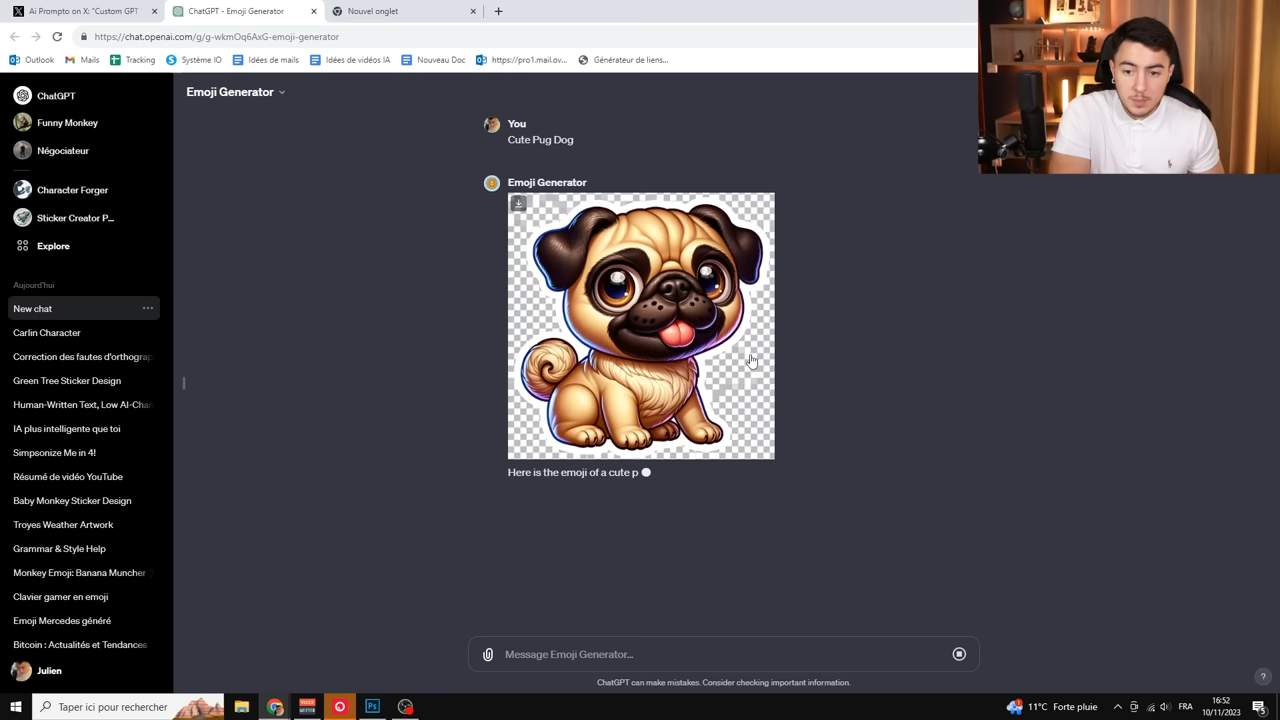 Ai Prompto on X: "Custom GPT
ChatGPT - Emoji Generator
Nouvel onglet
https://chat.openai.com/g/g-wkmOq6AxG-emoji-generator
Outlook
Mails
Tracking
Système IO
Idées de mails
Idées de vidéos IA
Nouveau Doc
https://pro1.mail.ov...
Générateur de liens...
ChatGPT
Funny Monkey
Négociateur
Character Forger
Sticker Creator P...
Explore
Aujourd'hui
New chat
Carlin Character
Correction des fautes d'orthograp
Green Tree Sticker Design
Human-Written Text, Low AI-Char
IA plus intelligente que toi
Simpsonize Me in 4!
Résumé de vidéo YouTube
Baby Monkey Sticker Design
Troyes Weather Artwork
Grammar & Style Help
Monkey Emoji: Banana Muncher
Clavier gamer en emoji
Emoji Mercedes généré
Bitcoin : Actualités et Tendances
Julien
Emoji Generator
You
Cute Pug Dog
Emoji Generator
Here is the emoji of a cute p
Message Emoji Generator...
ChatGPT can make mistakes. Consider checking important information.
?
Taper ici pour rechercher
Ps
11°C Forte pluie
FRA
16:52
10/11/2023